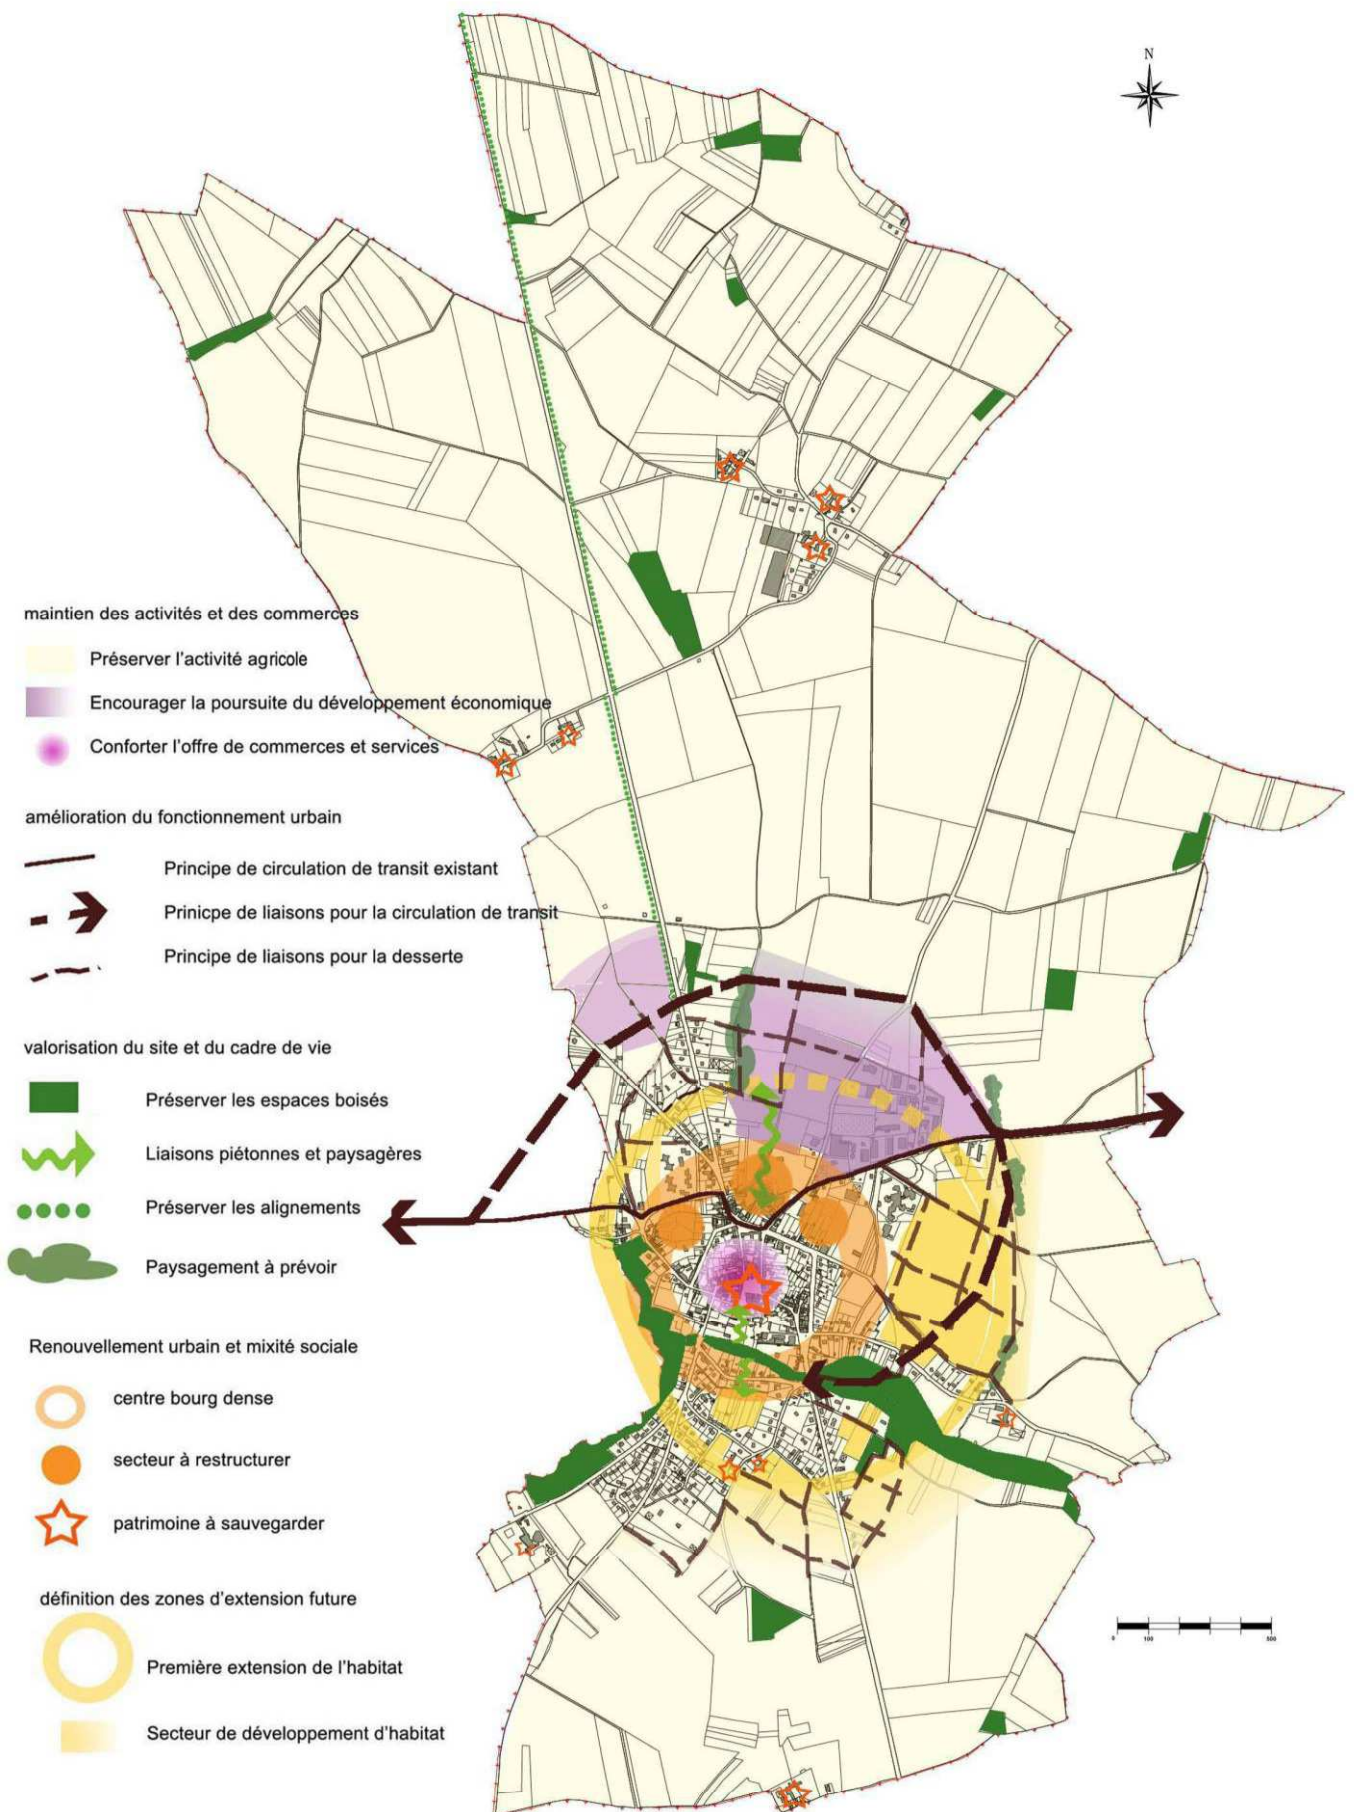 N
maintien des activités et des commerces
Préserver l'activité agricole
Encourager la poursuite du développement économique
Conforter l'offre de commerces et services
amélioration du fonctionnement urbain
Principe de circulation de transit existant
Prinicpe de liaisons pour la circulation de transit
Principe de liaisons pour la desserte
valorisation du site et du cadre de vie
Préserver les espaces boisés
Liaisons piétonnes et paysagères
Préserver les alignements
Paysagement à prévoir
Renouvellement urbain et mixité sociale
centre bourg dense
secteur à restructurer
patrimoine à sauvegarder
définition des zones d'extension future
Première extension de l'habitat
Secteur de développement d'habitat
0 100 500